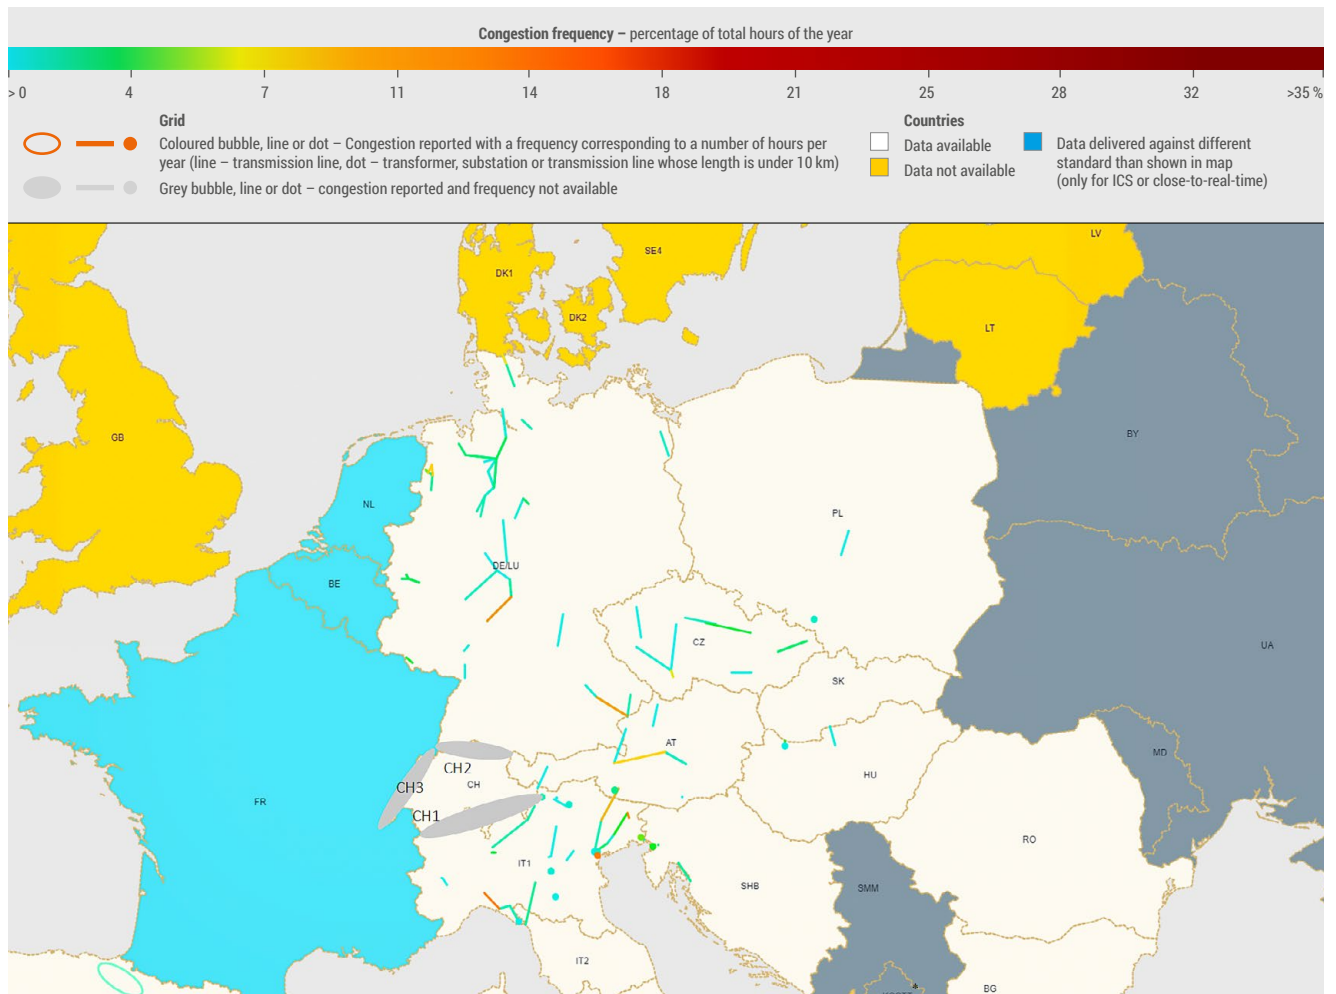 Congestion frequency – percentage of total hours of the year
> 0 4 7 11 14 18 21 25 28 32 >35 %
Grid
Coloured bubble, line or dot – Congestion reported with a frequency corresponding to a number of hours per
year (line – transmission line, dot – transformer, substation or transmission line whose length is under 10 km)
Grey bubble, line or dot – congestion reported and frequency not available
Countries
Data available
Data not available
Data delivered against different
standard than shown in map
(only for ICS or close-to-real-time)
LV
SE4
DK1
DK2
LT
GB
BY
NL
PL
DE/LU
BE
CZ
UA
SK
AT
MD
CH2
HU
CH
CH3
FR
CH1
RO
IT1
SHB
SMM
IT2
BG